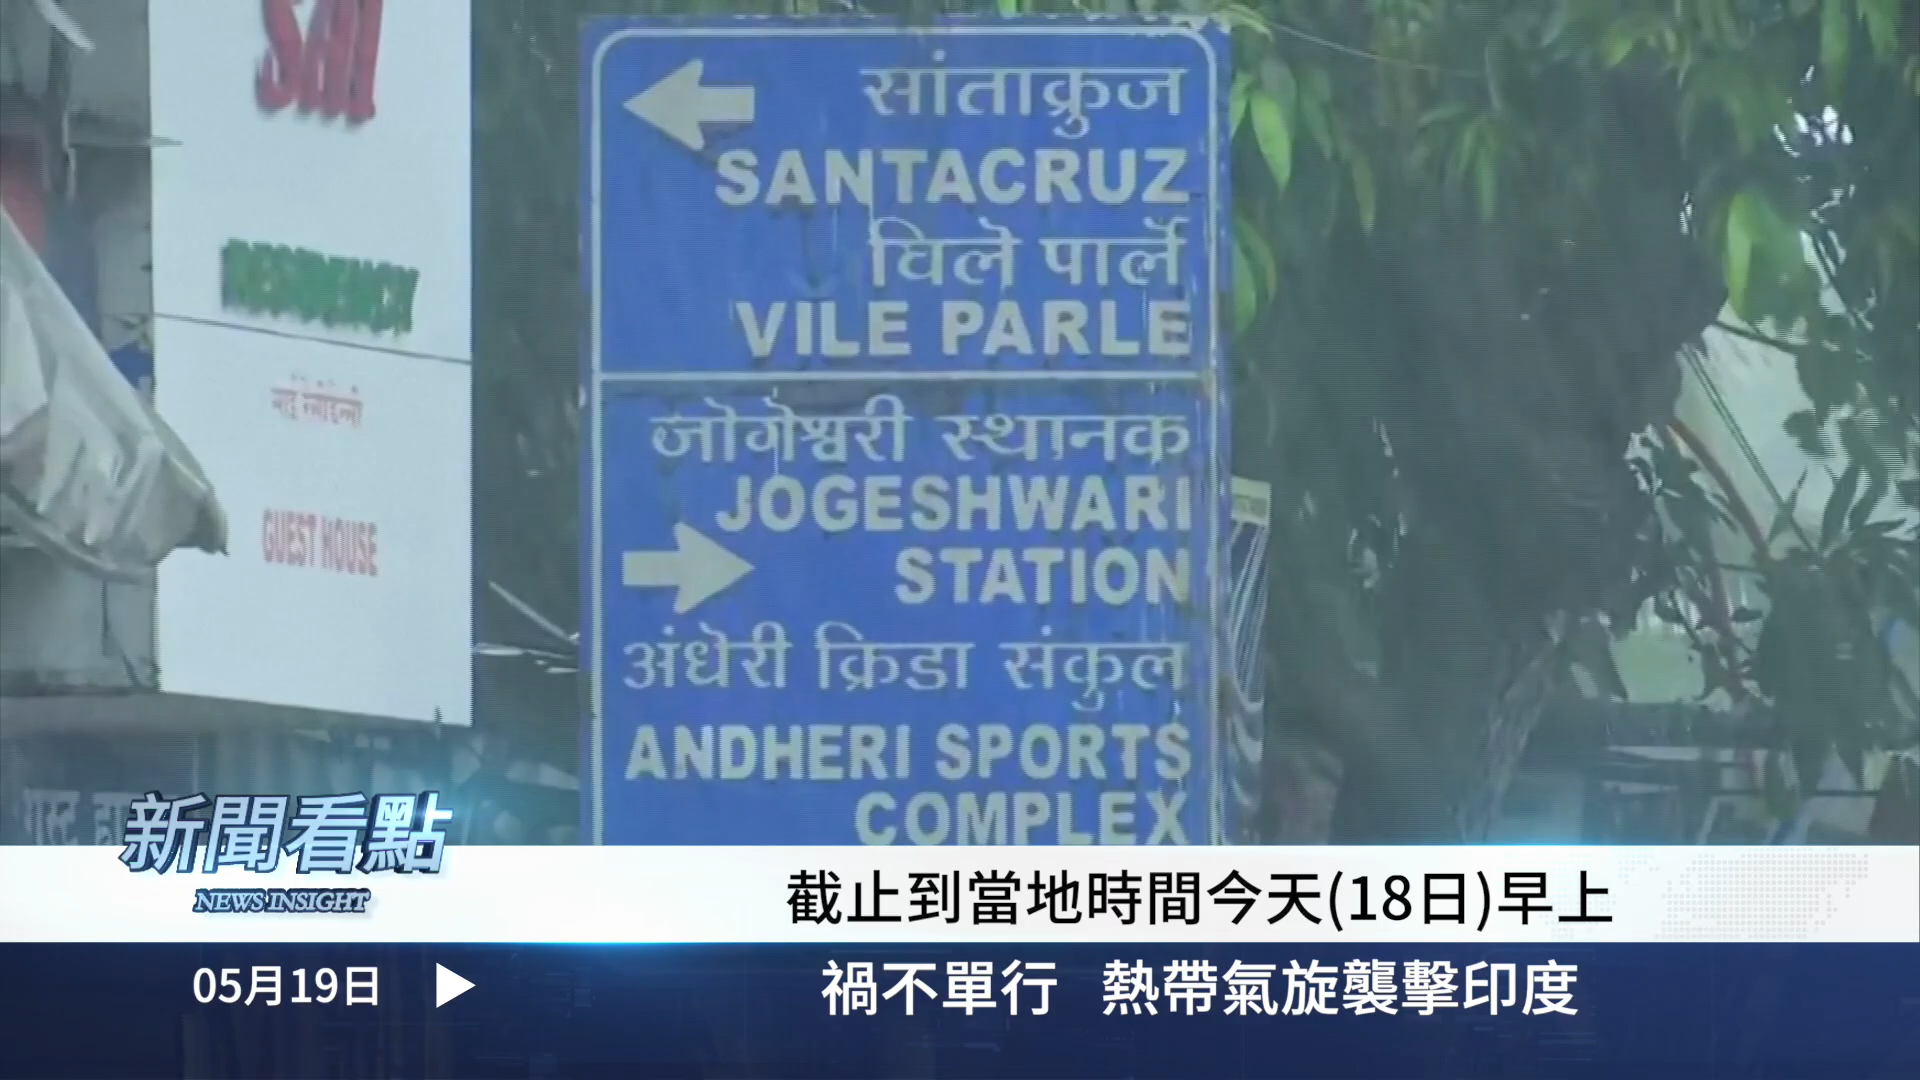 SAI
RESIDENCY
GUEST HOUSE
सांताक्रुज
SANTACRUZ
विले पार्ले
VILE PARLE
जोगेश्वरी स्थानक
JOGESHWARI
STATION
अंधेरी क्रिडा संकुल
ANDHERI SPORTS
COMPLEX
新聞看點
NEWS INSIGHT
截止到當地時間今天(18日)早上
05月19日
禍不單行 熱帶氣旋襲擊印度